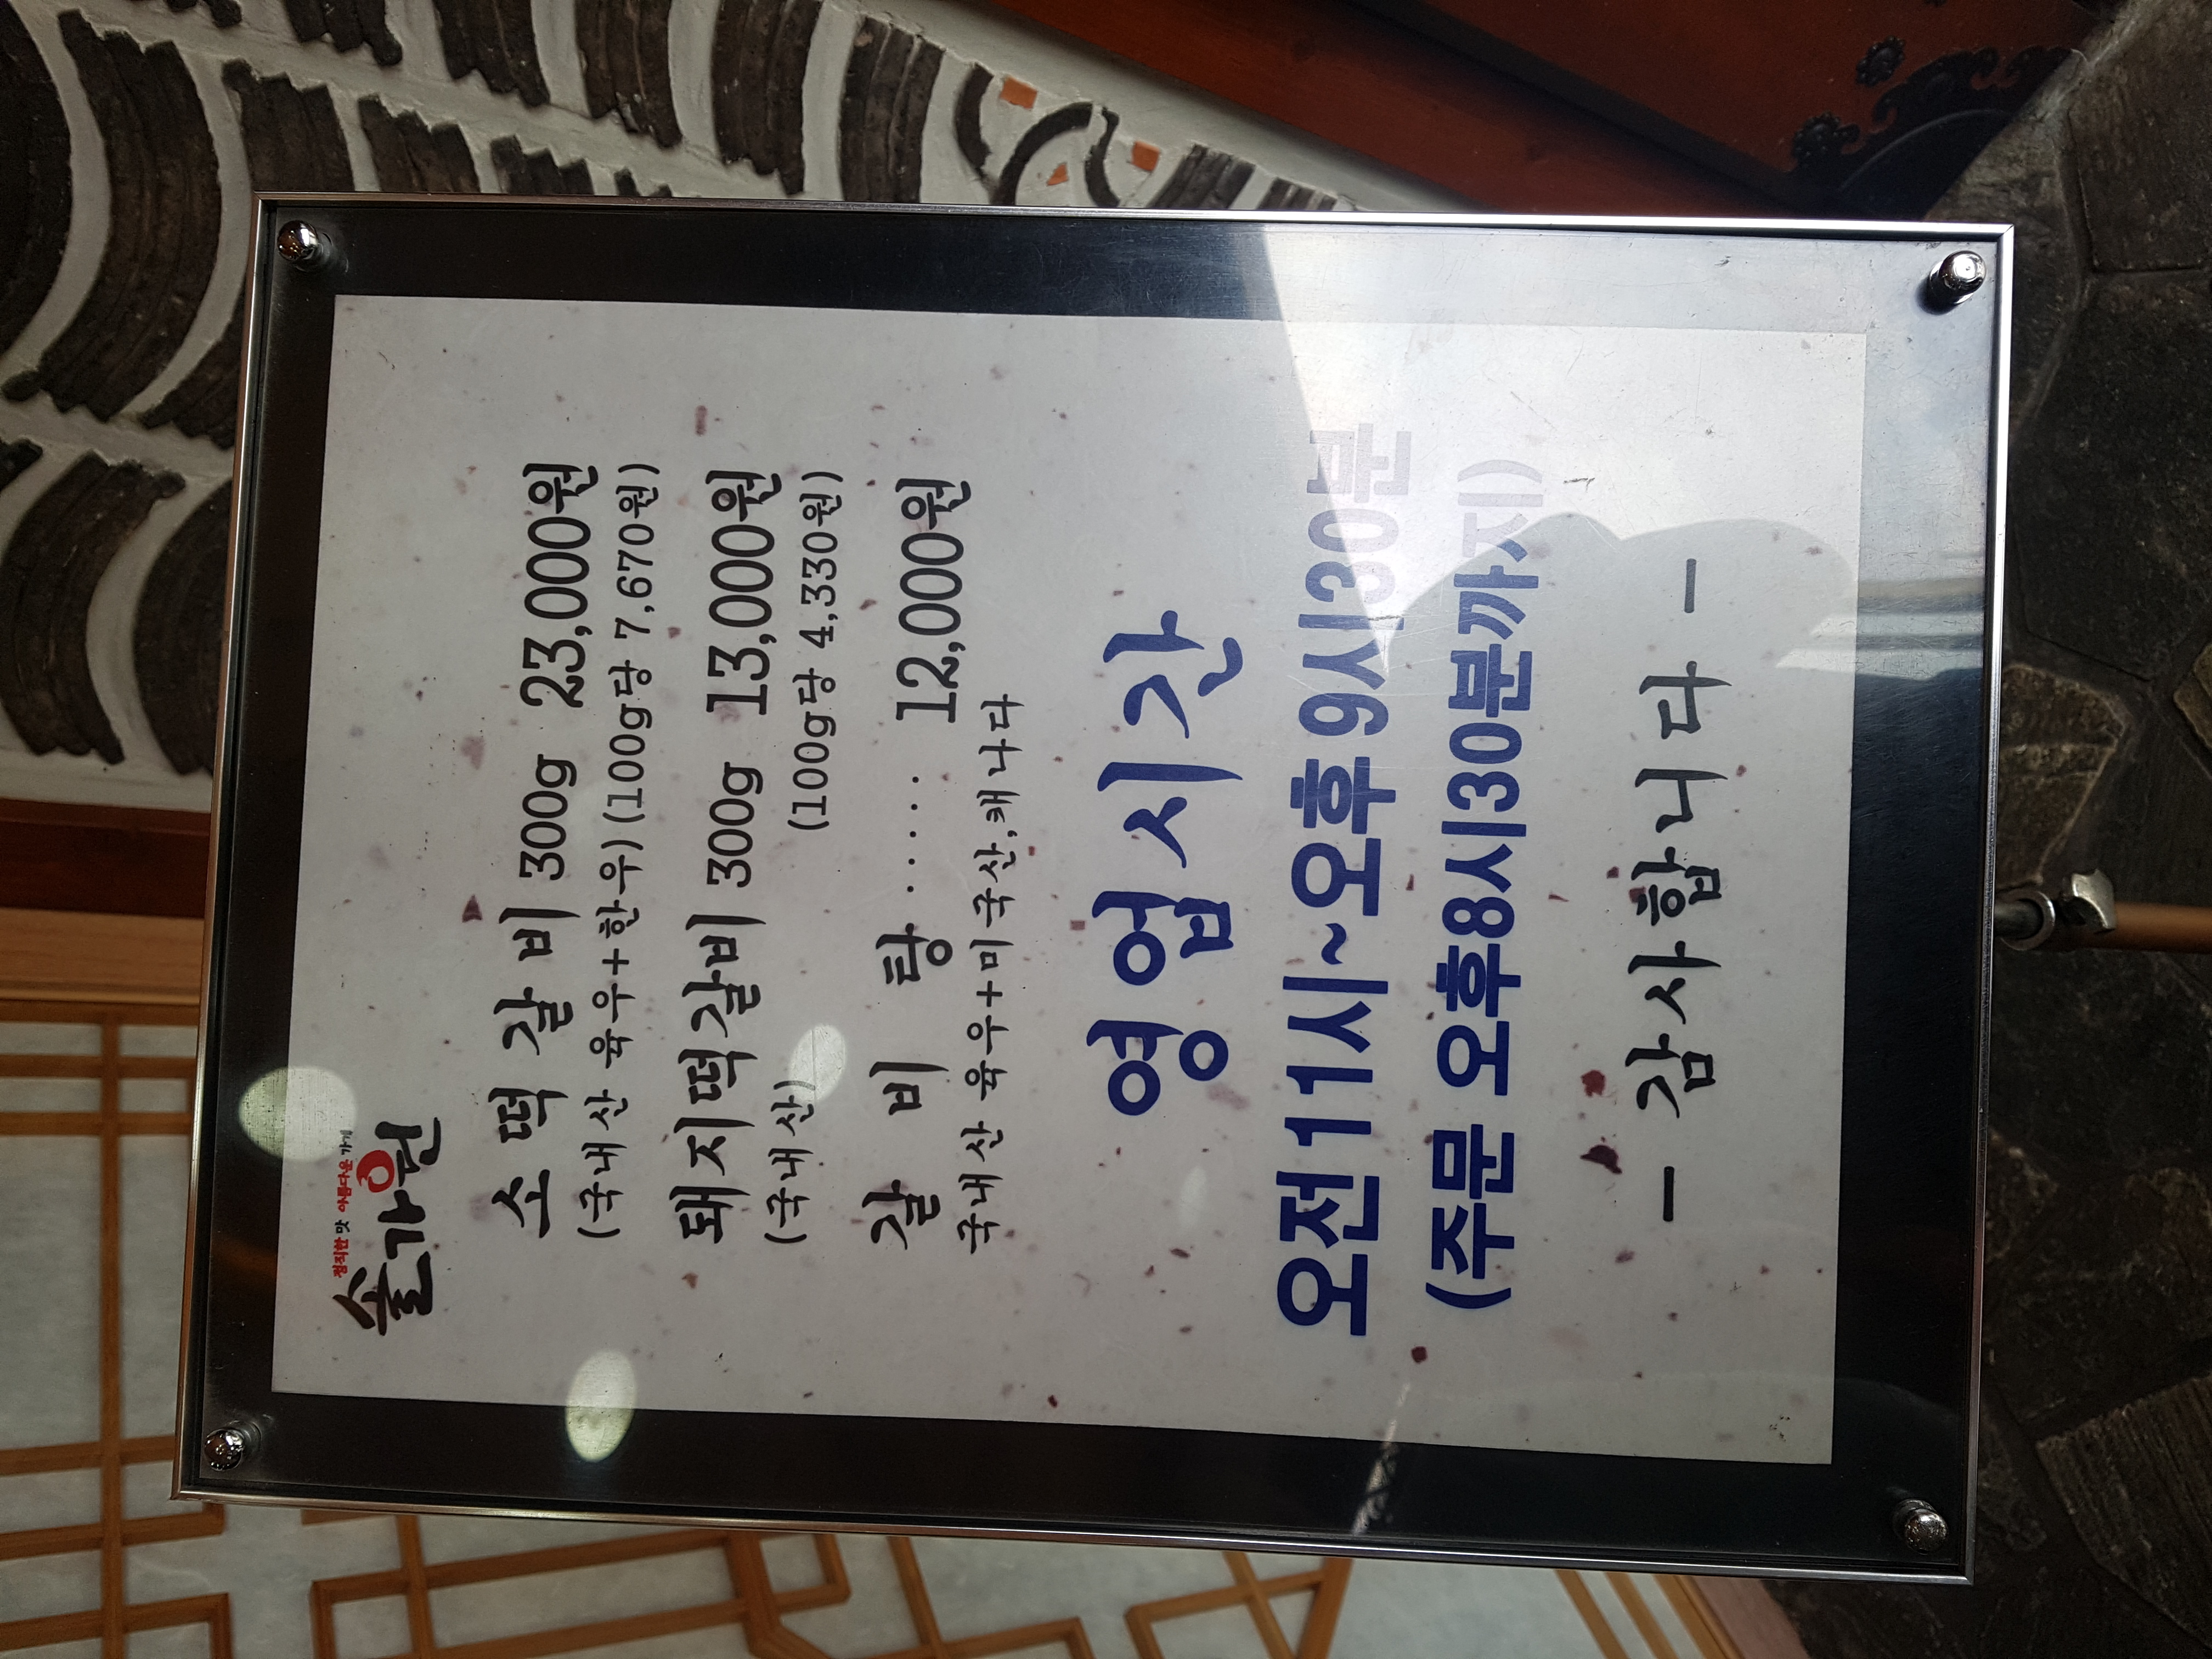 정직한 맛 아름다운 가게
솔가원
소 떡 갈 비 300g 23,000원
(국내산 육우+한우) (100g당 7,670원)
돼지떡갈비 300g 13,000원
(국내산) (100g당 4,330원)
갈 비 탕 ······ 12,000원
국내산 육우+미국산,캐나다
영업시간
오전11시~오후 9시30분
(주문 오후8시30분까지)
- 감사합니다 -